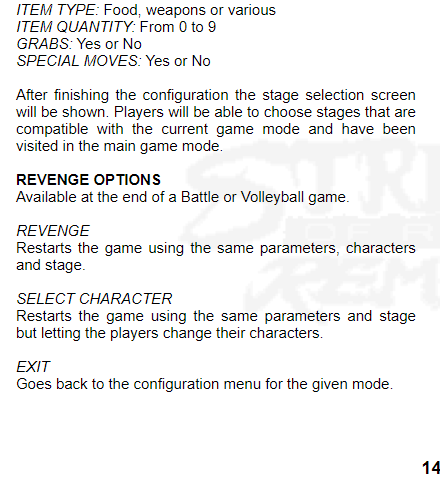 ITEM TYPE: Food, weapons or various
ITEM QUANTITY: From 0 to 9
GRABS: Yes or No
SPECIAL MOVES: Yes or No
After finishing the configuration the stage selection screen
will be shown. Players will be able to choose stages that are
compatible with the current game mode and have been
visited in the main game mode.
REVENGE OPTIONS
Available at the end of a Battle or Volleyball game.
REVENGE
Restarts the game using the same parameters, characters
and stage.
SELECT CHARACTER
Restarts the game using the same parameters and stage
but letting the players change their characters.
EXIT
Goes back to the configuration menu for the given mode.
14